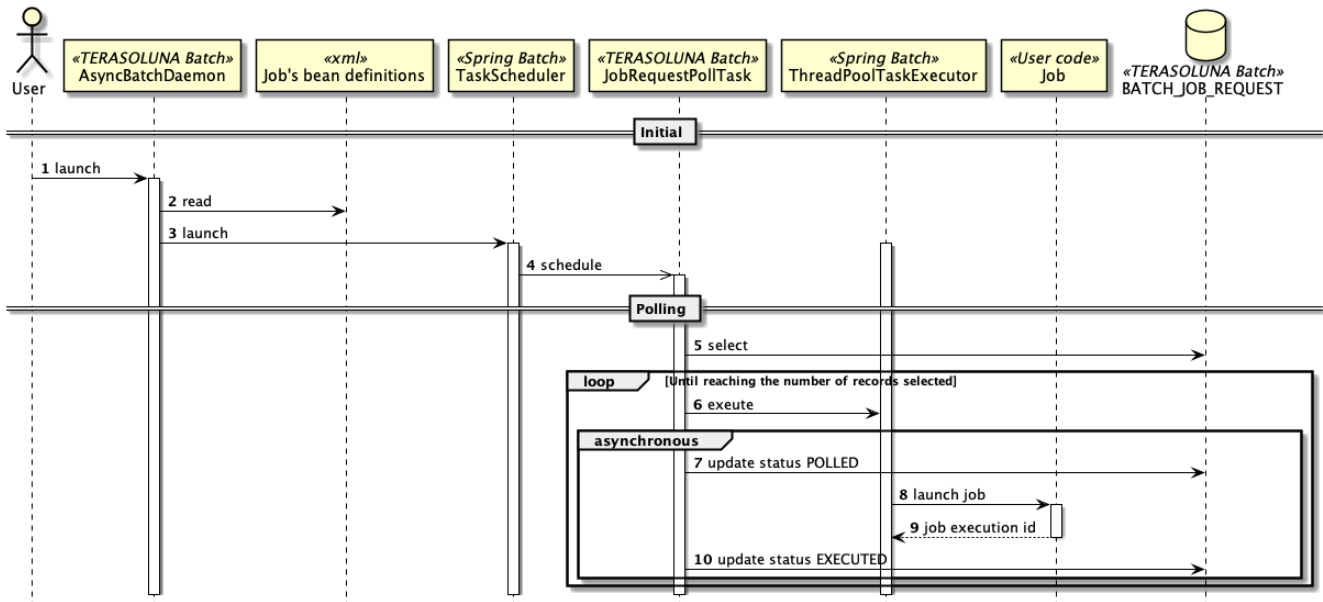 User
«TERASOLUNA Batch»
AsyncBatchDaemon
«xml»
Job's bean definitions
«Spring Batch»
TaskScheduler
«TERASOLUNA Batch»
JobRequestPollTask
«Spring Batch»
ThreadPoolTaskExecutor
«User code»
Job
«TERASOLUNA Batch»
BATCH_JOB_REQUEST
Initial
1 launch
2 read
3 launch
4 schedule
Polling
5 select
loop [Until reaching the number of records selected]
6 exeute
asynchronous
7 update status POLLED
8 launch job
9 job execution id
10 update status EXECUTED